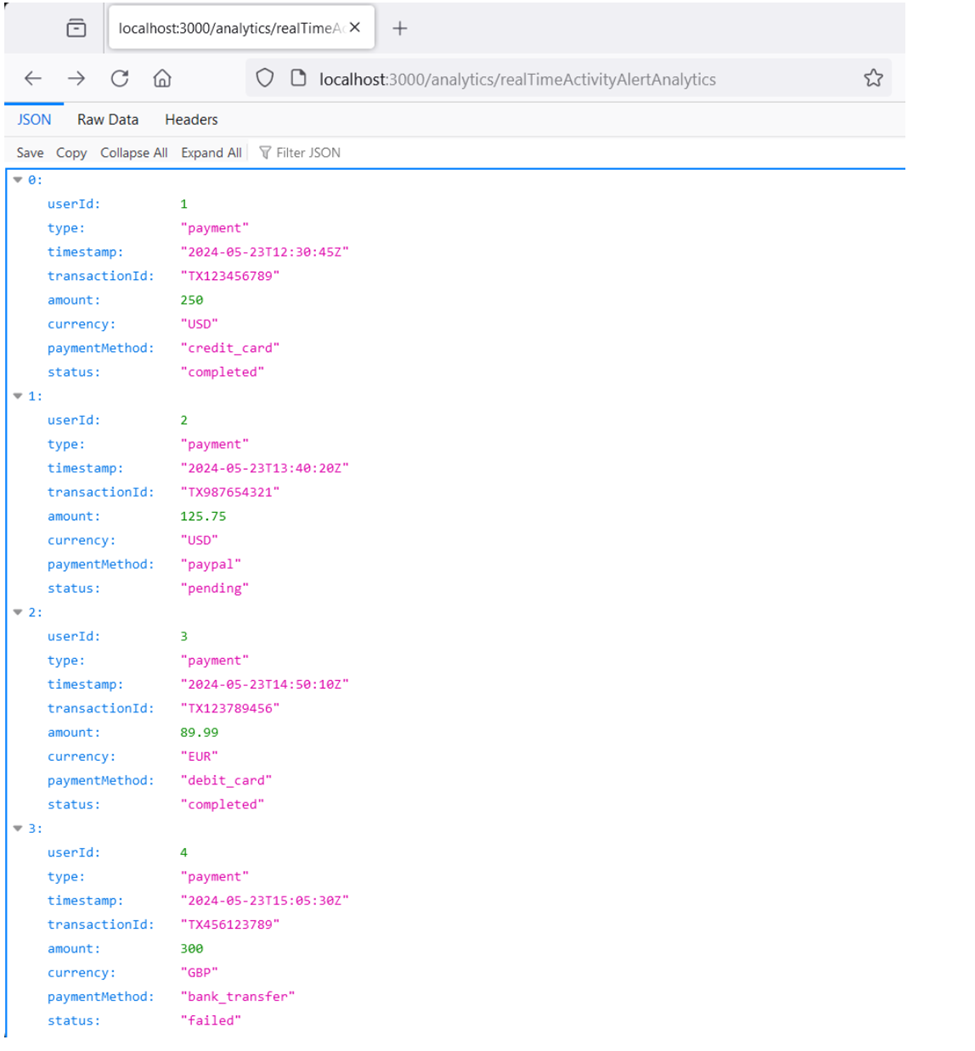 localhost:3000/analytics/realTimeA
localhost:3000/analytics/realTimeActivityAlertAnalytics
JSON Raw Data Headers
Save Copy Collapse All Expand All Filter JSON
0:
userId: 1
type: "payment"
timestamp: "2024-05-23T12:30:45Z"
transactionId: "TX123456789"
amount: 250
currency: "USD"
paymentMethod: "credit_card"
status: "completed"
1:
userId: 2
type: "payment"
timestamp: "2024-05-23T13:40:20Z"
transactionId: "TX987654321"
amount: 125.75
currency: "USD"
paymentMethod: "paypal"
status: "pending"
2:
userId: 3
type: "payment"
timestamp: "2024-05-23T14:50:10Z"
transactionId: "TX123789456"
amount: 89.99
currency: "EUR"
paymentMethod: "debit_card"
status: "completed"
3:
userId: 4
type: "payment"
timestamp: "2024-05-23T15:05:30Z"
transactionId: "TX456123789"
amount: 300
currency: "GBP"
paymentMethod: "bank_transfer"
status: "failed"